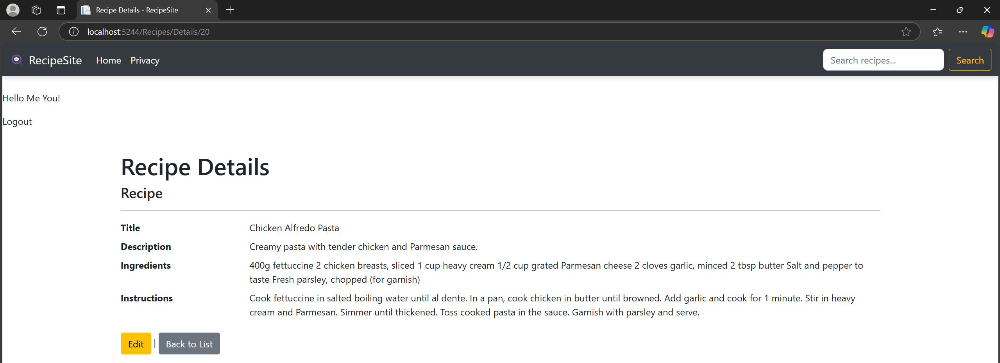 Recipe Details - RecipeSite
localhost:5244/Recipes/Details/20
RecipeSite Home Privacy Search recipes... Search
Hello Me You!
Logout
Recipe Details
Recipe
Title Chicken Alfredo Pasta
Description Creamy pasta with tender chicken and Parmesan sauce.
Ingredients 400g fettuccine 2 chicken breasts, sliced 1 cup heavy cream 1/2 cup grated Parmesan cheese 2 cloves garlic, minced 2 tbsp butter Salt and pepper to
taste Fresh parsley, chopped (for garnish)
Instructions Cook fettuccine in salted boiling water until al dente. In a pan, cook chicken in butter until browned. Add garlic and cook for 1 minute. Stir in heavy
cream and Parmesan. Simmer until thickened. Toss cooked pasta in the sauce. Garnish with parsley and serve.
Edit | Back to List